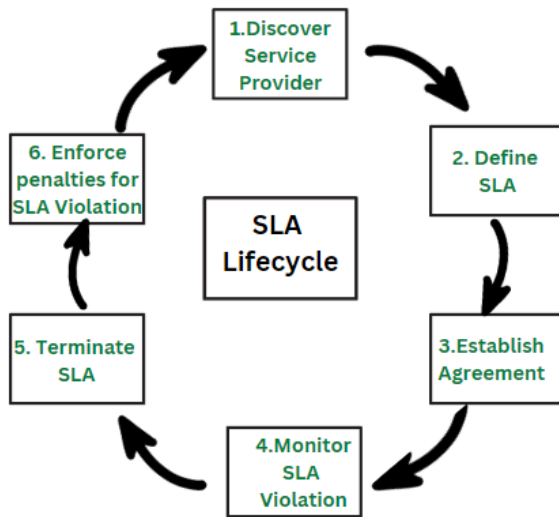 1.Discover
Service
Provider
2. Define
SLA
3.Establish
Agreement
4.Monitor
SLA
Violation
5. Terminate
SLA
6. Enforce
penalties for
SLA Violation
SLA
Lifecycle